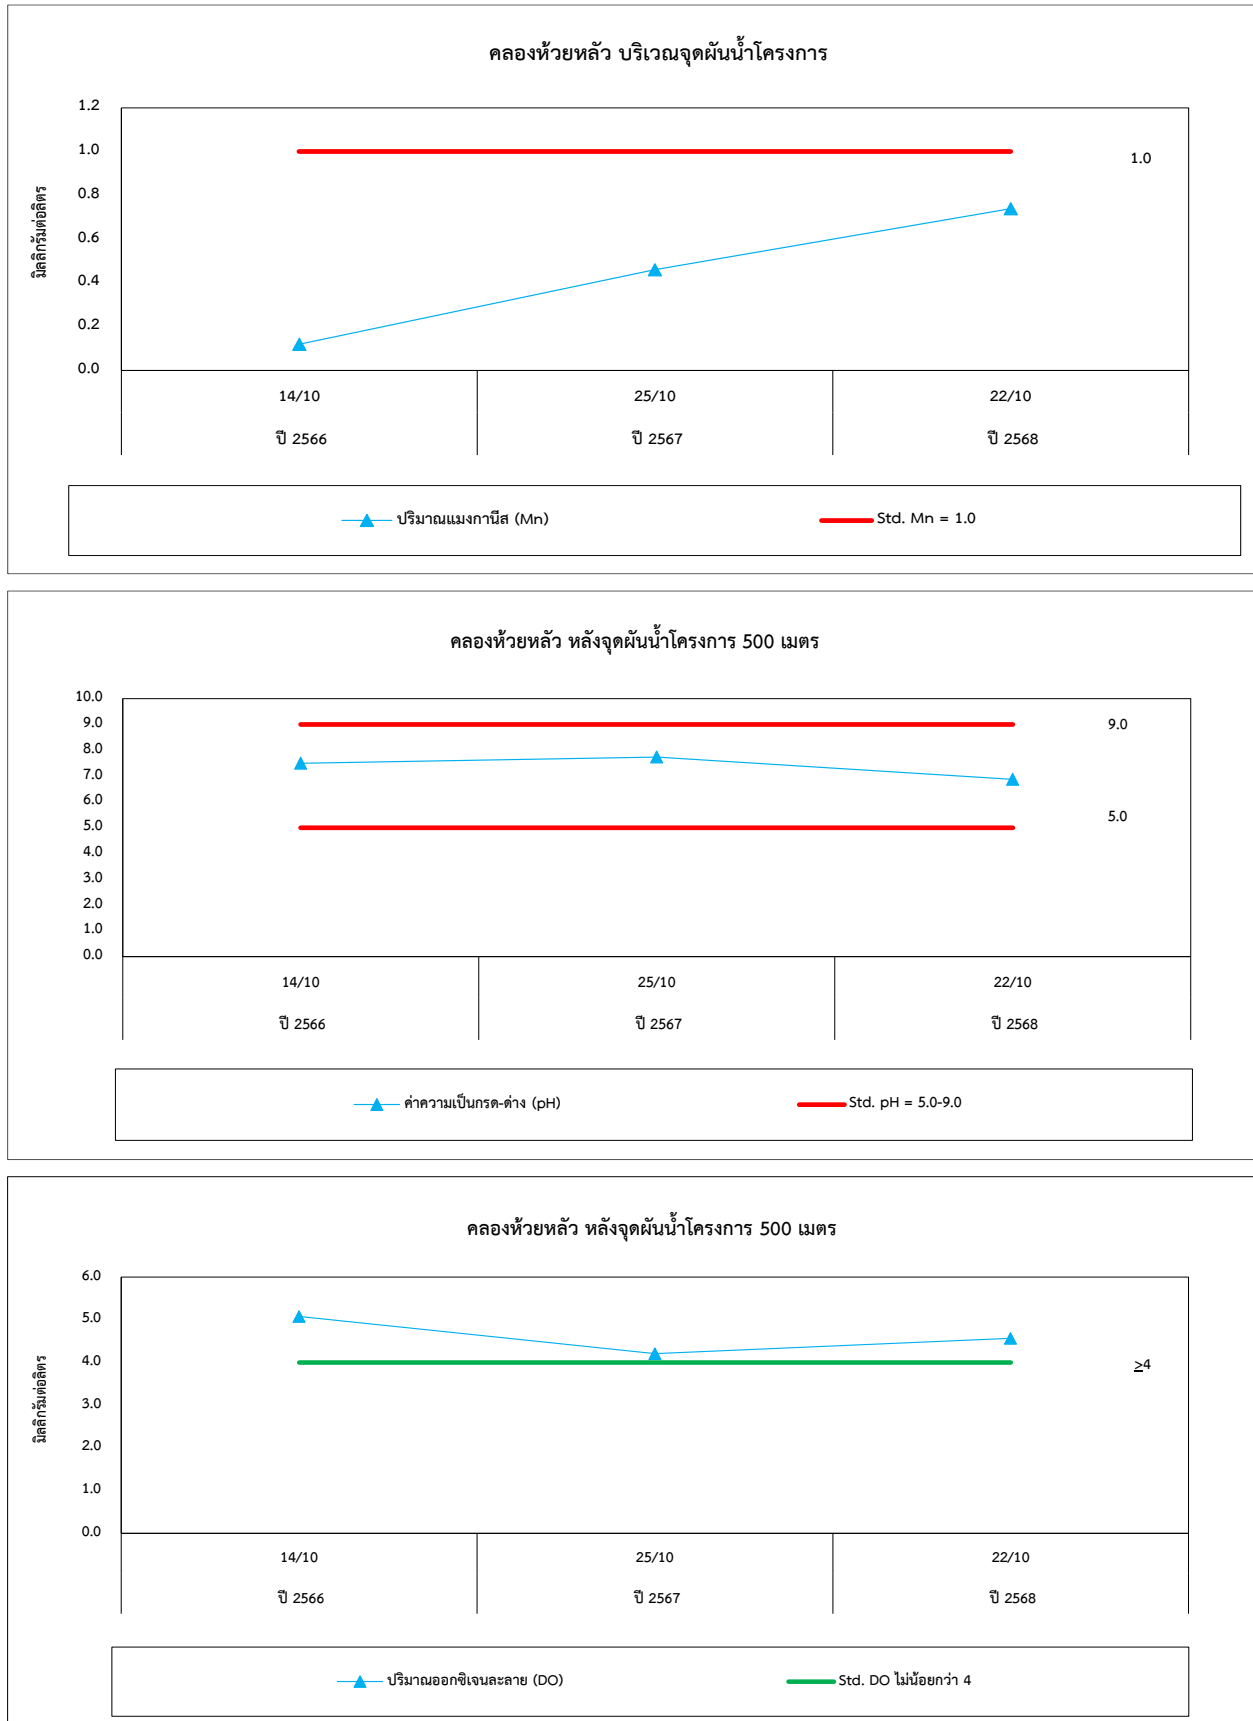 คลองห้วยหลัว บริเวณจุดผันน้ำโครงการ
1.2
1.0
0.8
0.6
0.4
0.2
0.0
มิลลิกรัมต่อลิตร
1.0
14/10 25/10 22/10
ปี 2566 ปี 2567 ปี 2568
ปริมาณแมงกานีส (Mn) Std. Mn = 1.0
คลองห้วยหลัว หลังจุดผันน้ำโครงการ 500 เมตร
10.0
9.0
8.0
7.0
6.0
5.0
4.0
3.0
2.0
1.0
0.0
9.0
5.0
14/10 25/10 22/10
ปี 2566 ปี 2567 ปี 2568
ค่าความเป็นกรด-ด่าง (pH) Std. pH = 5.0-9.0
คลองห้วยหลัว หลังจุดผันน้ำโครงการ 500 เมตร
6.0
5.0
4.0
3.0
2.0
1.0
0.0
มิลลิกรัมต่อลิตร
≥4
14/10 25/10 22/10
ปี 2566 ปี 2567 ปี 2568
ปริมาณออกซิเจนละลาย (DO) Std. DO ไม่น้อยกว่า 4